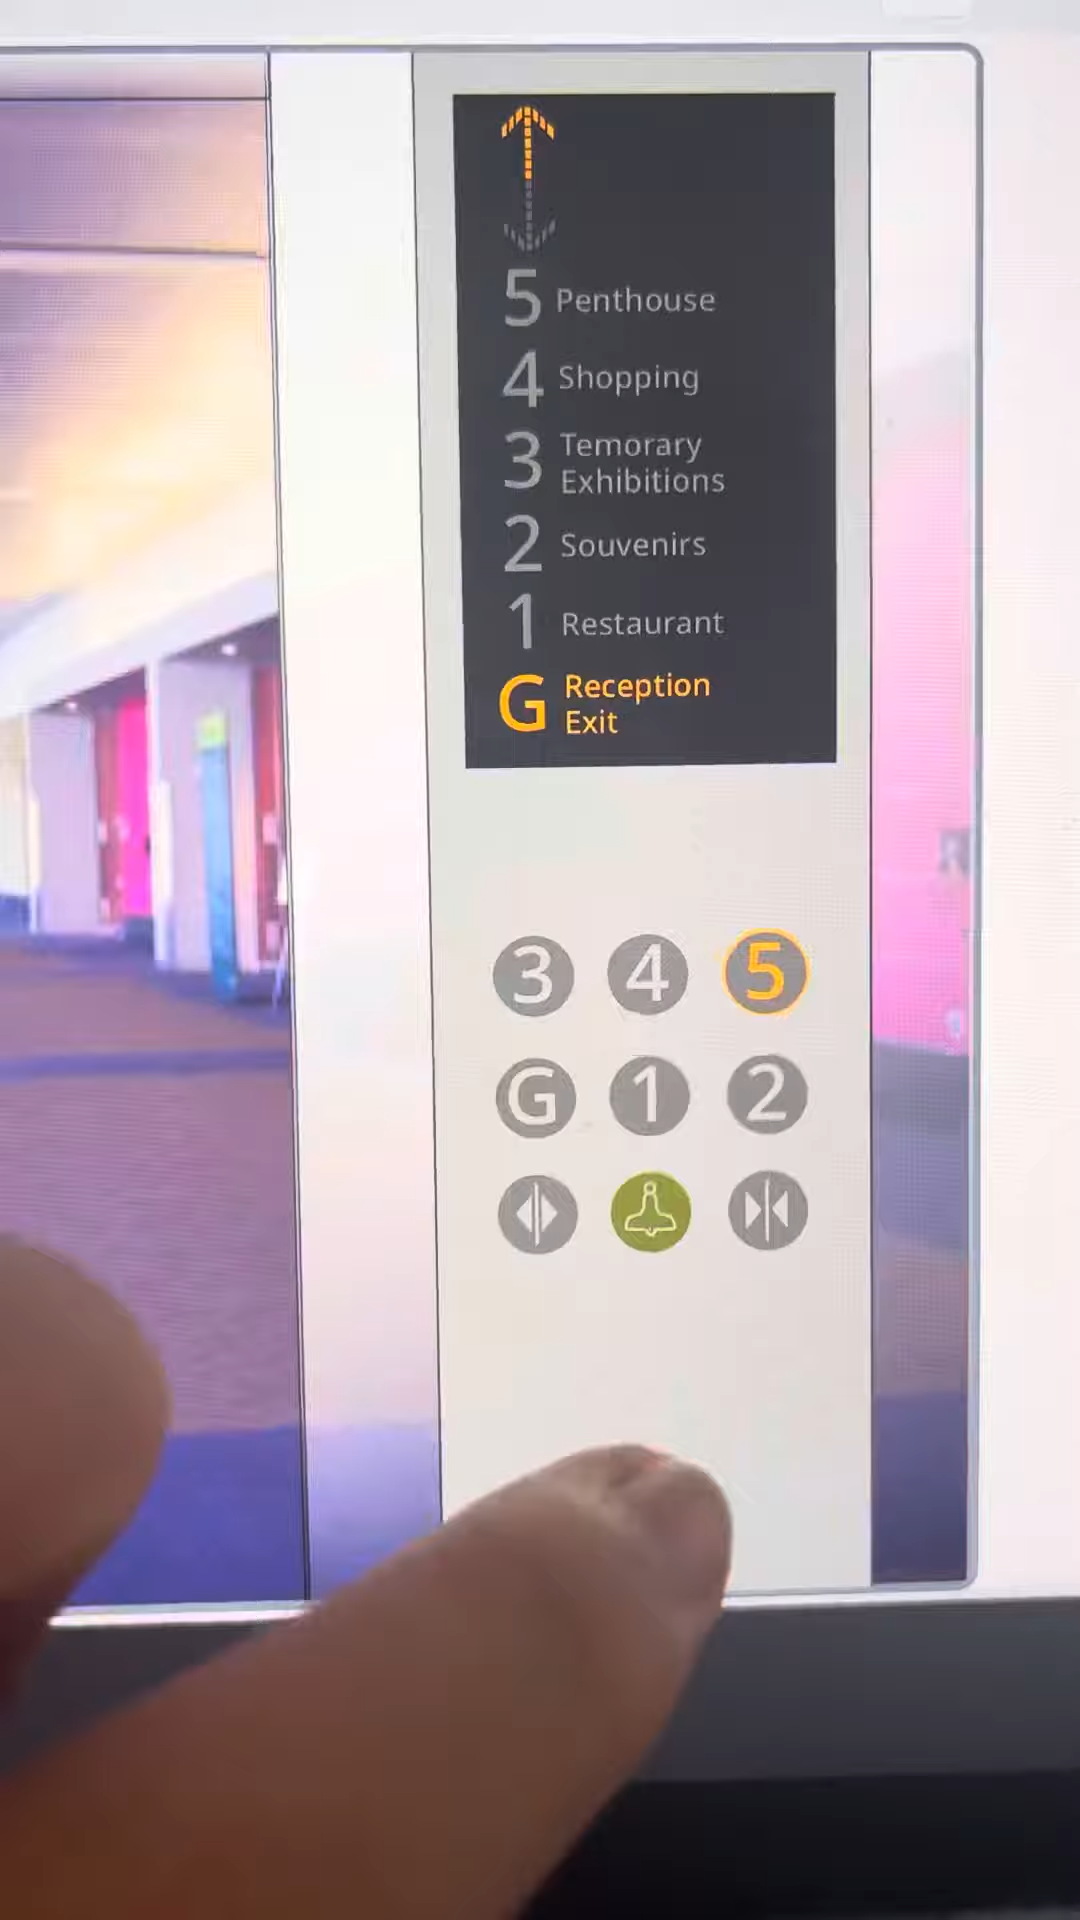 5 Penthouse
4 Shopping
3 Temorary
Exhibitions
2 Souvenirs
1 Restaurant
G Reception
Exit
3 4 5
G 1 2